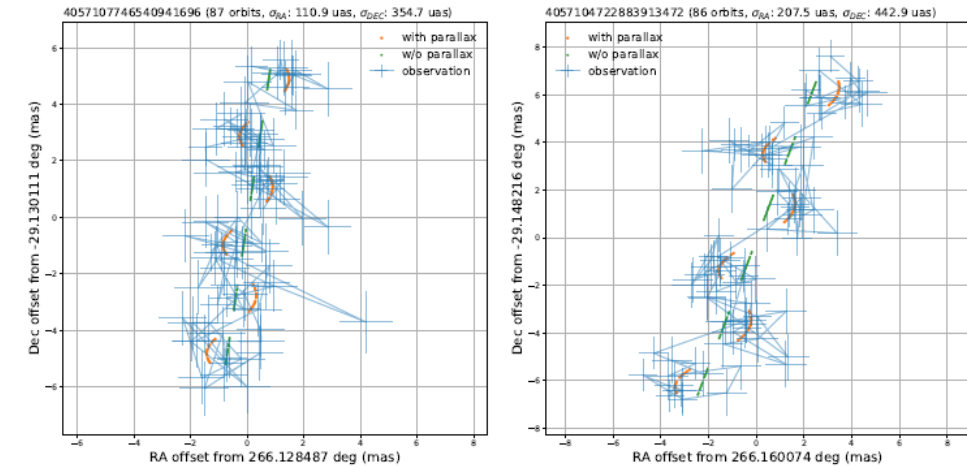 4057107746540941696 (87 orbits, σRA: 110.9 uas, σDEC: 354.7 uas)
with parallax
w/o parallax
observation
6
4
2
0
−2
−4
−6
Dec offset from -29.130111 deg (mas)
−6 −4 −2 0 2 4 6 8
RA offset from 266.128487 deg (mas)
4057104722883913472 (86 orbits, σRA: 207.5 uas, σDEC: 442.9 uas)
with parallax
w/o parallax
observation
8
6
4
2
0
−2
−4
−6
−8
Dec offset from -29.148216 deg (mas)
−8 −6 −4 −2 0 2 4 6 8
RA offset from 266.160074 deg (mas)